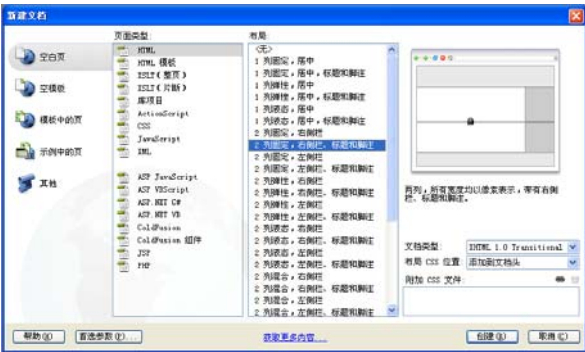 新建文档
空白页
空模板
模板中的页
示例中的页
其他
页面类型:
HTML
HTML 模板
XSLT(整页)
XSLT(片断)
库项目
ActionScript
CSS
JavaScript
XML
ASP JavaScript
ASP VBScript
ASP.NET C#
ASP.NET VB
ColdFusion
ColdFusion 组件
JSP
PHP
布局:
<无>
1 列固定,居中
1 列固定,居中,标题和脚注
1 列弹性,居中
1 列弹性,居中,标题和脚注
1 列液态,居中
1 列液态,居中,标题和脚注
2 列固定,右侧栏
2 列固定,右侧栏、标题和脚注
2 列固定,左侧栏
2 列固定,左侧栏、标题和脚注
2 列弹性,右侧栏
2 列弹性,右侧栏、标题和脚注
2 列弹性,左侧栏
2 列弹性,左侧栏、标题和脚注
2 列液态,右侧栏
2 列液态,右侧栏、标题和脚注
2 列液态,左侧栏
2 列液态,左侧栏、标题和脚注
2 列混合,右侧栏
2 列混合,右侧栏、标题和脚注
2 列混合,左侧栏
2 列混合,左侧栏、标题和脚注
两列,所有宽度均以像素表示,带有右侧
栏、标题和脚注。
文档类型: XHTML 1.0 Transitional
布局 CSS 位置: 添加到文档头
附加 CSS 文件:
帮助(H) 首选参数(P)... 获取更多内容... 创建(R) 取消(C)